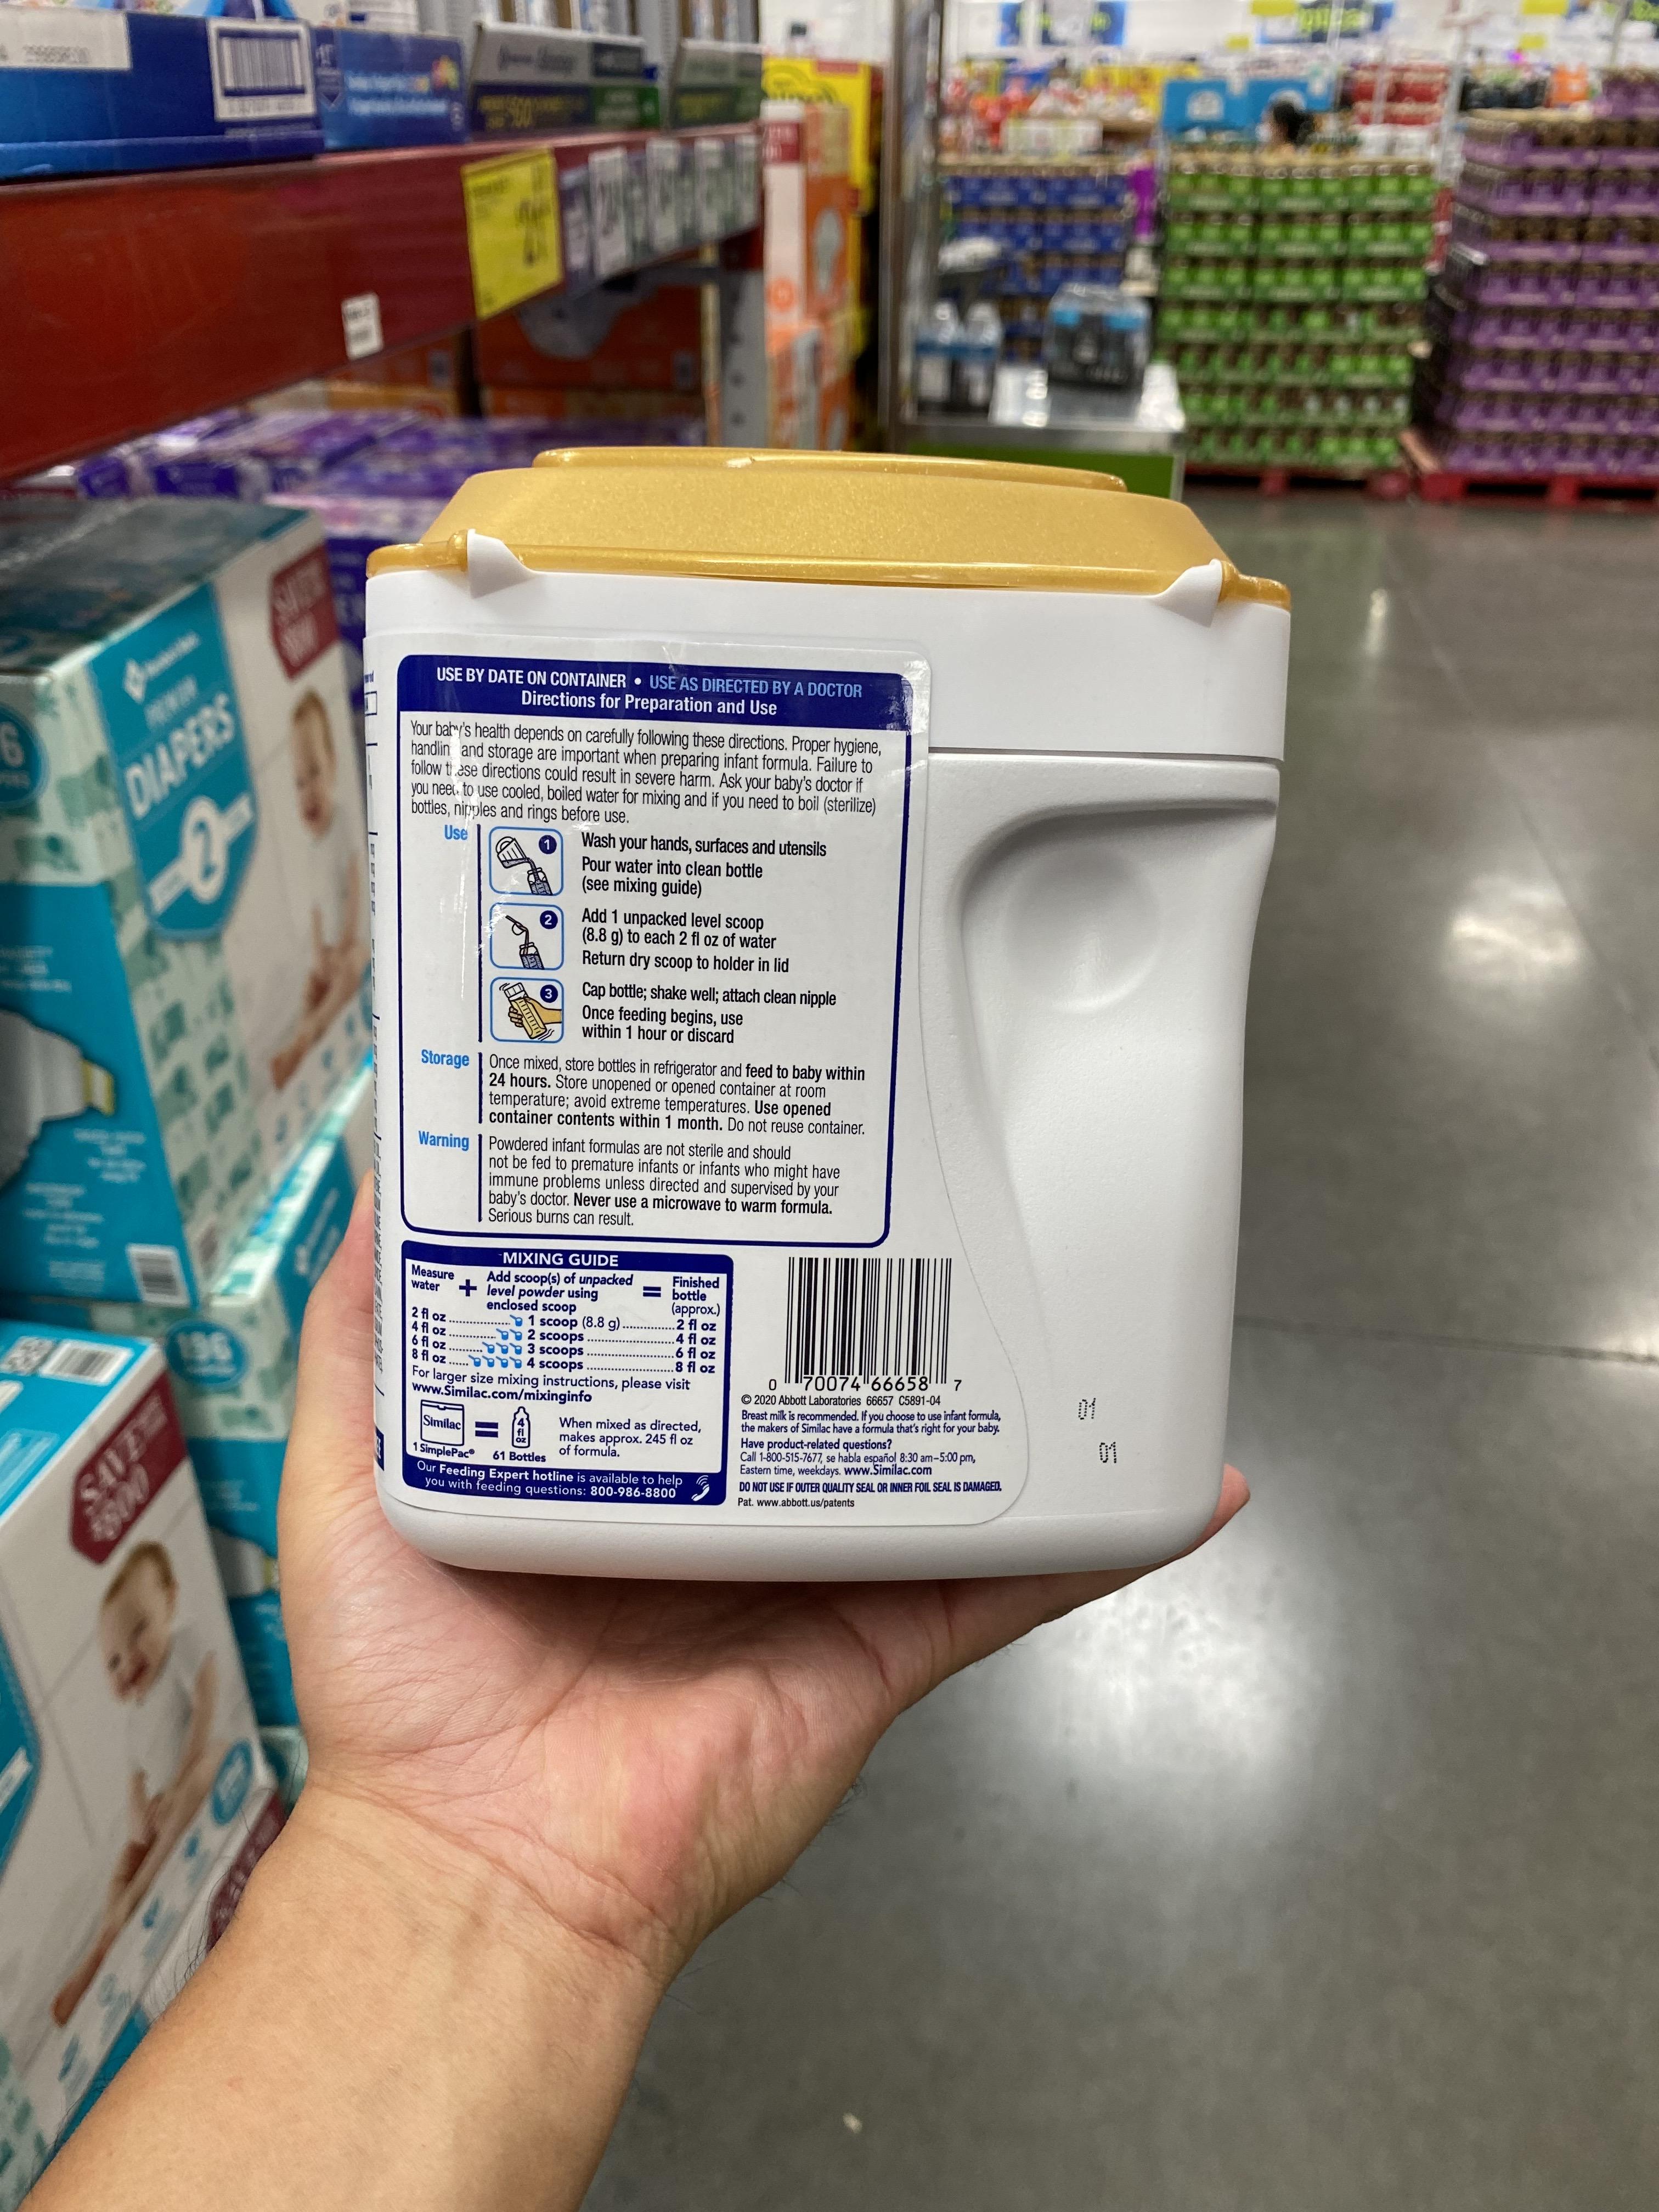 PREMIUM
DIAPERS
2
196
SAVE
$800
USE BY DATE ON CONTAINER • USE AS DIRECTED BY A DOCTOR
Directions for Preparation and Use
Your baby's health depends on carefully following these directions. Proper hygiene,
handlin and storage are important when preparing infant formula. Failure to
follow these directions could result in severe harm. Ask your baby's doctor if
you need to use cooled, boiled water for mixing and if you need to boil (sterilize)
bottles, nipples and rings before use.
Use
1 Wash your hands, surfaces and utensils
Pour water into clean bottle
(see mixing guide)
2 Add 1 unpacked level scoop
(8.8 g) to each 2 fl oz of water
Return dry scoop to holder in lid
3 Cap bottle; shake well; attach clean nipple
Once feeding begins, use
within 1 hour or discard
Storage Once mixed, store bottles in refrigerator and feed to baby within
24 hours. Store unopened or opened container at room
temperature; avoid extreme temperatures. Use opened
container contents within 1 month. Do not reuse container.
Warning Powdered infant formulas are not sterile and should
not be fed to premature infants or infants who might have
immune problems unless directed and supervised by your
baby's doctor. Never use a microwave to warm formula.
Serious burns can result.
MIXING GUIDE
Measure
water
+
Add scoop(s) of unpacked
level powder using
enclosed scoop
=
Finished
bottle
(approx.)
2 fl oz 1 scoop (8.8 g) 2 fl oz
4 fl oz 2 scoops 4 fl oz
6 fl oz 3 scoops 6 fl oz
8 fl oz 4 scoops 8 fl oz
For larger size mixing instructions, please visit
www.Similac.com/mixinginfo
Similac
=
4
fl
oz
1 SimplePac® 61 Bottles
When mixed as directed,
makes approx. 245 fl oz
of formula.
Our Feeding Expert hotline is available to help
you with feeding questions: 800-986-8800
0 70074 66658 7
© 2020 Abbott Laboratories 66657 C5891-04
Breast milk is recommended. If you choose to use infant formula,
the makers of Similac have a formula that's right for your baby.
Have product-related questions?
Call 1-800-515-7677, se habla español 8:30 am–5:00 pm,
Eastern time, weekdays. www.Similac.com
DO NOT USE IF OUTER QUALITY SEAL OR INNER FOIL SEAL IS DAMAGED.
Pat. www.abbott.us/patents
01
01